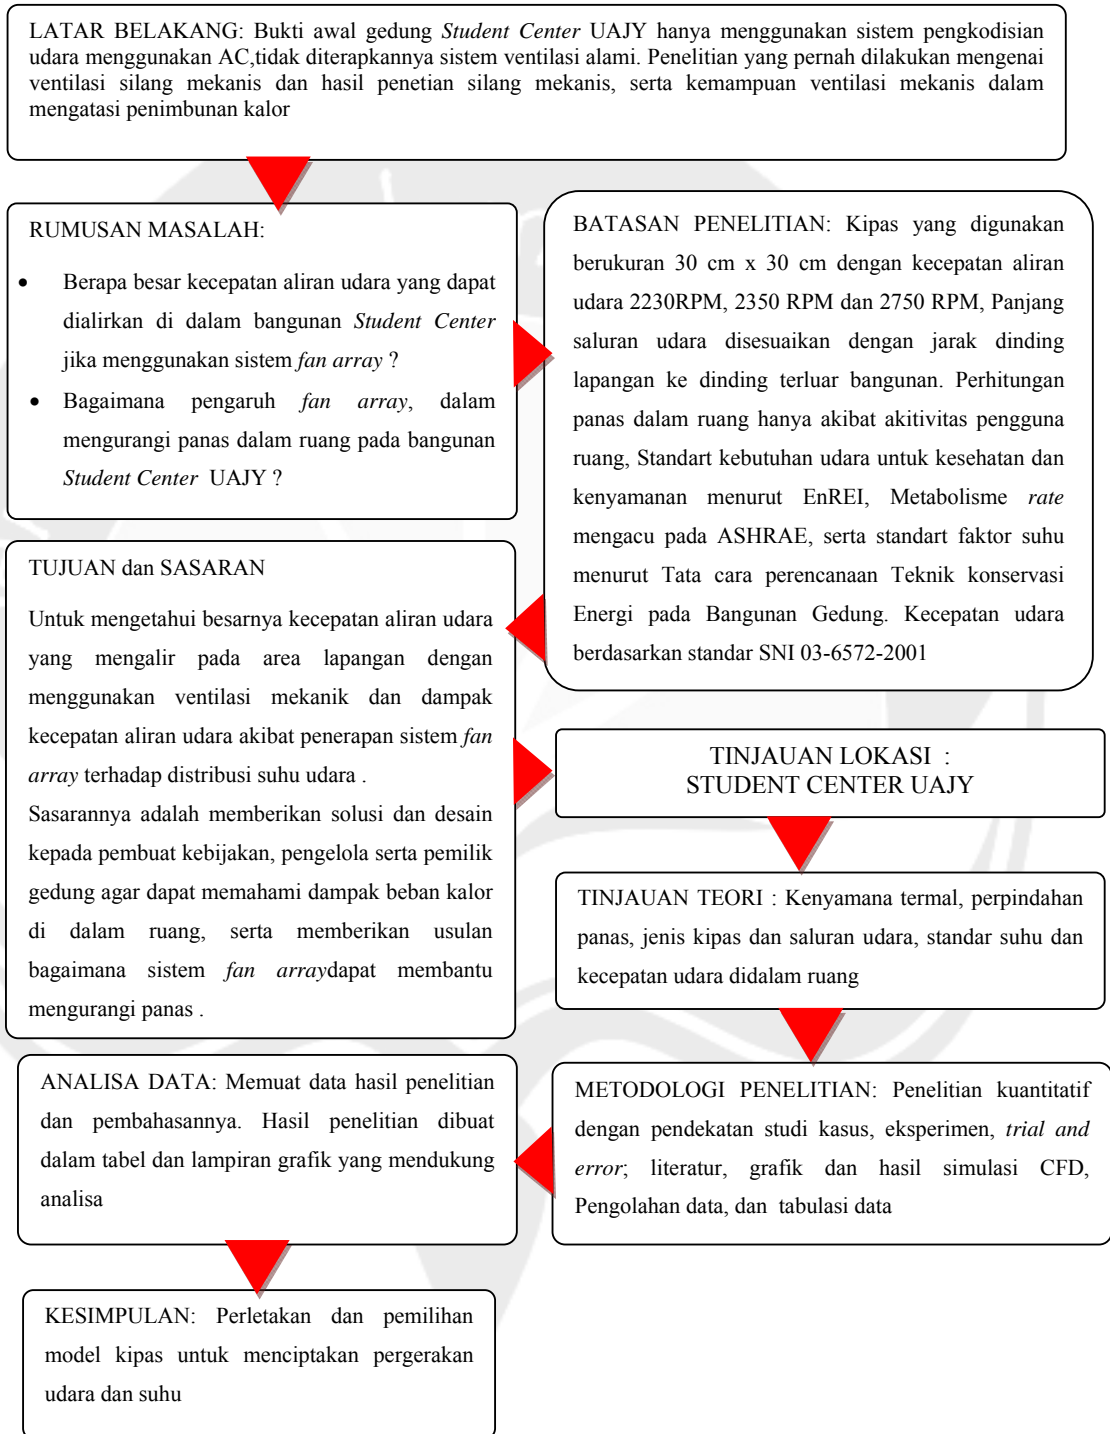 LATAR BELAKANG: Bukti awal gedung Student Center UAJY hanya menggunakan sistem pengkodisian
udara menggunakan AC,tidak diterapkannya sistem ventilasi alami. Penelitian yang pernah dilakukan mengenai
ventilasi silang mekanis dan hasil penetian silang mekanis, serta kemampuan ventilasi mekanis dalam
mengatasi penimbunan kalor
RUMUSAN MASALAH:
• Berapa besar kecepatan aliran udara yang dapat
dialirkan di dalam bangunan Student Center
jika menggunakan sistem fan array ?
• Bagaimana pengaruh fan array, dalam
mengurangi panas dalam ruang pada bangunan
Student Center UAJY ?
BATASAN PENELITIAN: Kipas yang digunakan
berukuran 30 cm x 30 cm dengan kecepatan aliran
udara 2230RPM, 2350 RPM dan 2750 RPM, Panjang
saluran udara disesuaikan dengan jarak dinding
lapangan ke dinding terluar bangunan. Perhitungan
panas dalam ruang hanya akibat akitivitas pengguna
ruang, Standart kebutuhan udara untuk kesehatan dan
kenyamanan menurut EnREI, Metabolisme rate
mengacu pada ASHRAE, serta standart faktor suhu
menurut Tata cara perencanaan Teknik konservasi
Energi pada Bangunan Gedung. Kecepatan udara
berdasarkan standar SNI 03-6572-2001
TUJUAN dan SASARAN
Untuk mengetahui besarnya kecepatan aliran udara
yang mengalir pada area lapangan dengan
menggunakan ventilasi mekanik dan dampak
kecepatan aliran udara akibat penerapan sistem fan
array terhadap distribusi suhu udara .
Sasarannya adalah memberikan solusi dan desain
kepada pembuat kebijakan, pengelola serta pemilik
gedung agar dapat memahami dampak beban kalor
di dalam ruang, serta memberikan usulan
bagaimana sistem fan arraydapat membantu
mengurangi panas .
TINJAUAN LOKASI :
STUDENT CENTER UAJY
TINJAUAN TEORI : Kenyamana termal, perpindahan
panas, jenis kipas dan saluran udara, standar suhu dan
kecepatan udara didalam ruang
METODOLOGI PENELITIAN: Penelitian kuantitatif
dengan pendekatan studi kasus, eksperimen, trial and
error; literatur, grafik dan hasil simulasi CFD,
Pengolahan data, dan tabulasi data
ANALISA DATA: Memuat data hasil penelitian
dan pembahasannya. Hasil penelitian dibuat
dalam tabel dan lampiran grafik yang mendukung
analisa
KESIMPULAN: Perletakan dan pemilihan
model kipas untuk menciptakan pergerakan
udara dan suhu